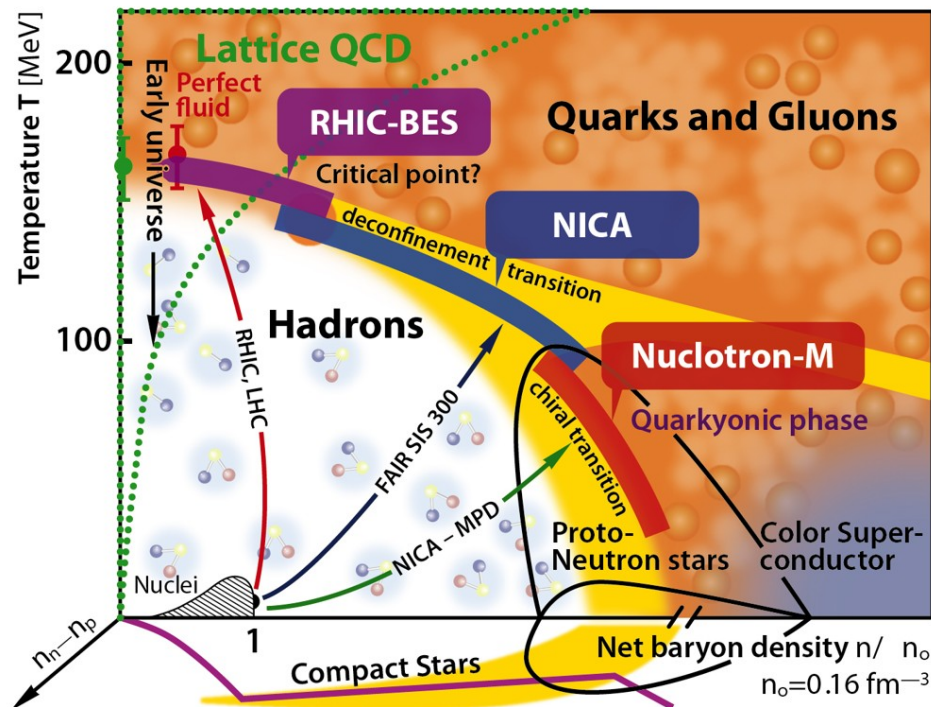 Temperature T [MeV]
200
100
Lattice QCD
Early universe
Perfect
fluid
RHIC-BES
Critical point?
Quarks and Gluons
NICA
deconfinement transition
Hadrons
Nuclotron-M
RHIC, LHC
FAIR SIS 300
chiral transition
Quarkyonic phase
NICA – MPD
Proto-
Neutron stars
Color Super-
conductor
Nuclei
1
nₙ–nₚ
Compact Stars
Net baryon density n/ nₒ
nₒ=0.16 fm⁻³